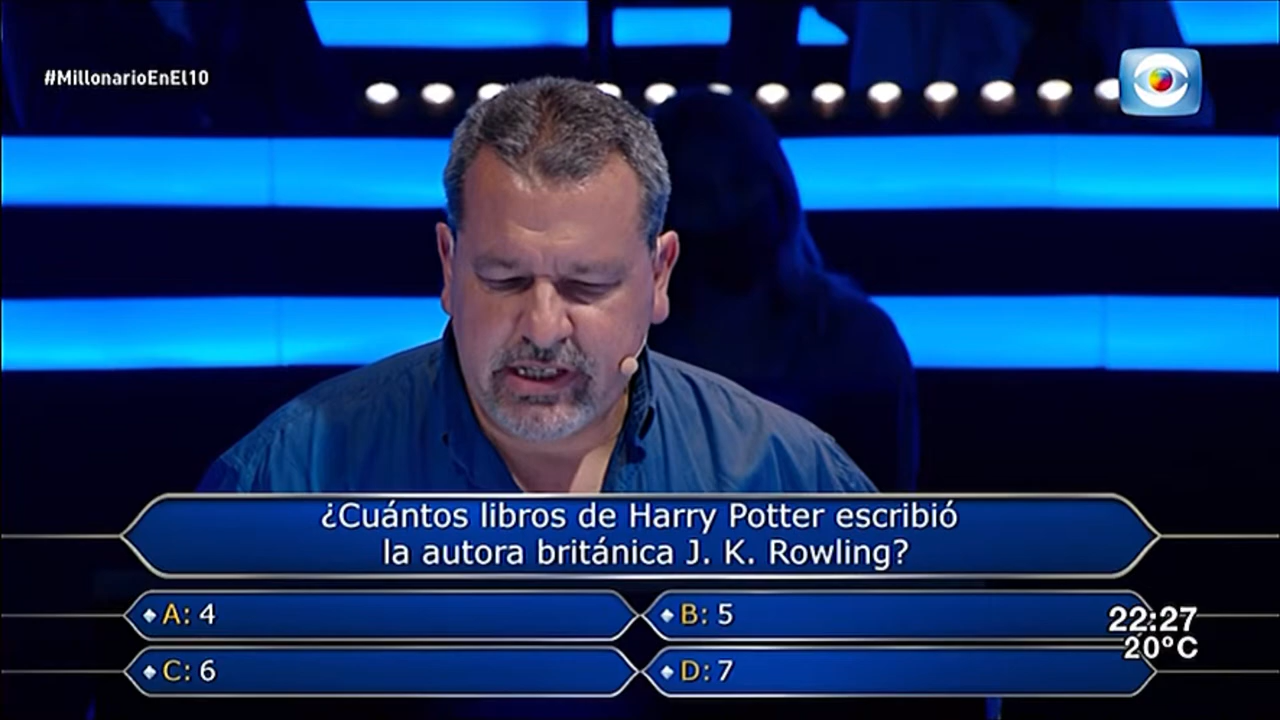 #MillonarioEnEl10
¿Cuántos libros de Harry Potter escribió
la autora británica J. K. Rowling?
A: 4
B: 5
C: 6
D: 7
22:27
20°C